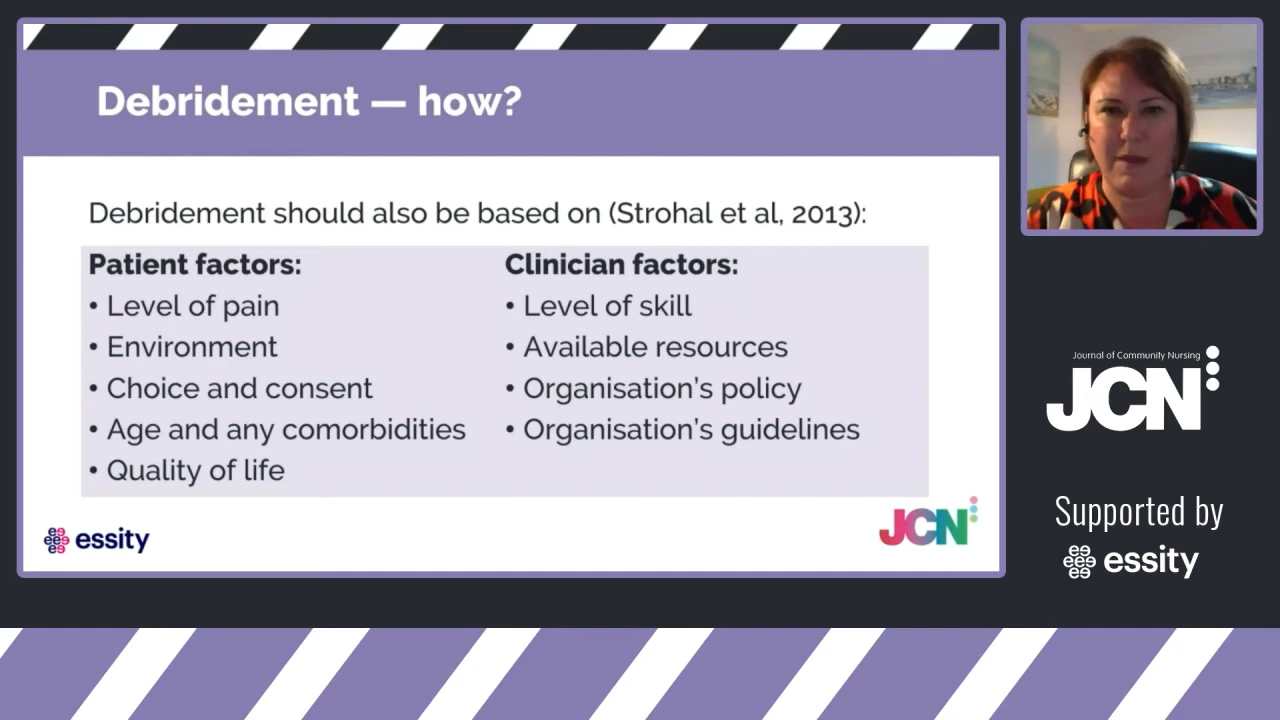 Debridement — how?
Debridement should also be based on (Strohal et al, 2013):
Patient factors:
• Level of pain
• Environment
• Choice and consent
• Age and any comorbidities
• Quality of life
Clinician factors:
• Level of skill
• Available resources
• Organisation's policy
• Organisation's guidelines
essity
JCN
Journal of Community Nursing
JCN
Supported by
essity